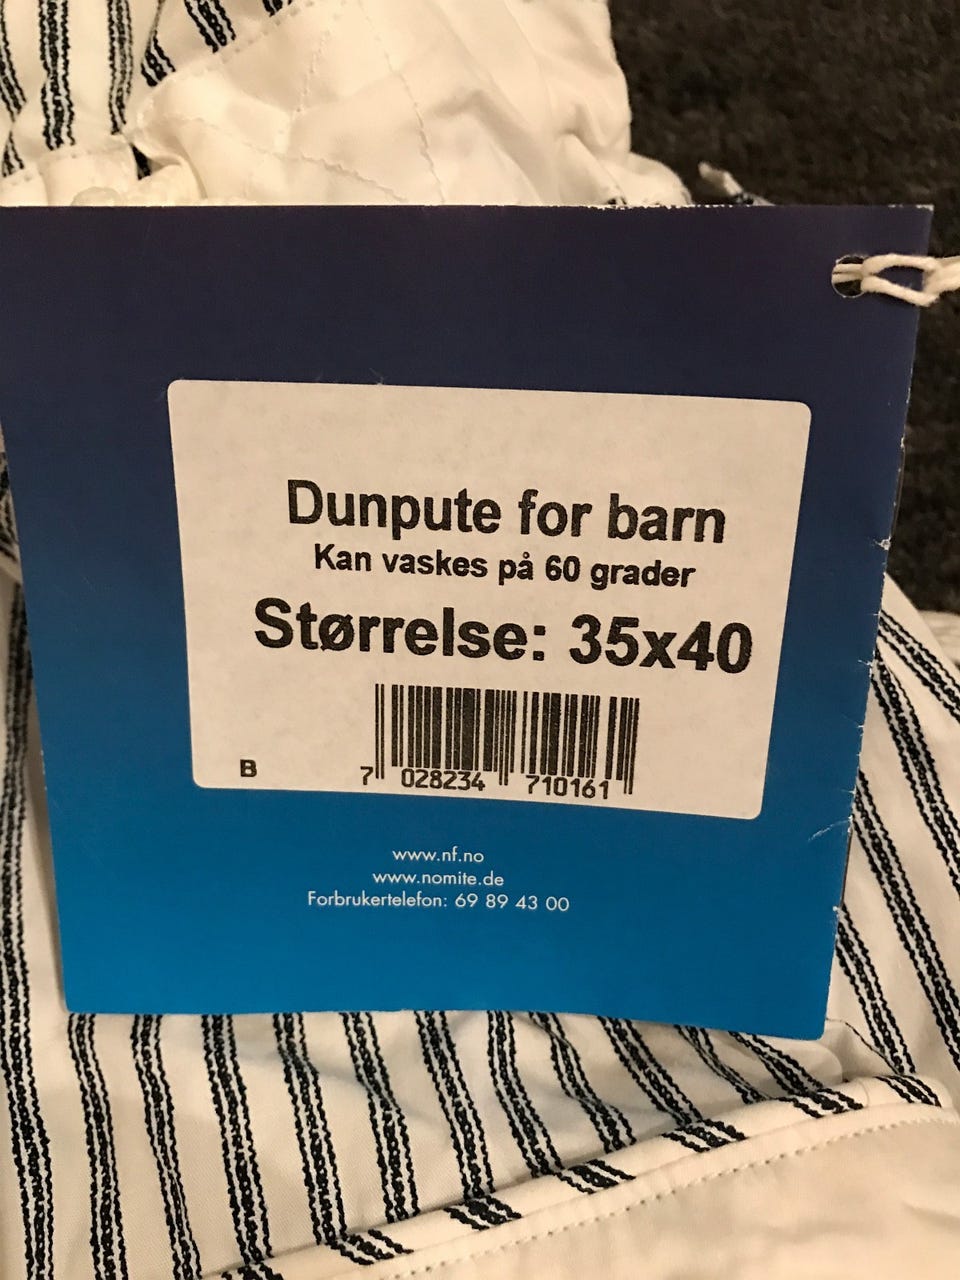 Dunpute for barn
Kan vaskes på 60 grader
Størrelse: 35x40
B
7 028234 710161
www.nf.no
www.nomite.de
Forbrukertelefon: 69 89 43 00